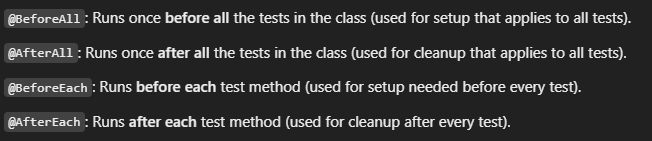 @BeforeAll: Runs once before all the tests in the class (used for setup that applies to all tests).
@AfterAll: Runs once after all the tests in the class (used for cleanup that applies to all tests).
@BeforeEach: Runs before each test method (used for setup needed before every test).
@AfterEach: Runs after each test method (used for cleanup after every test).